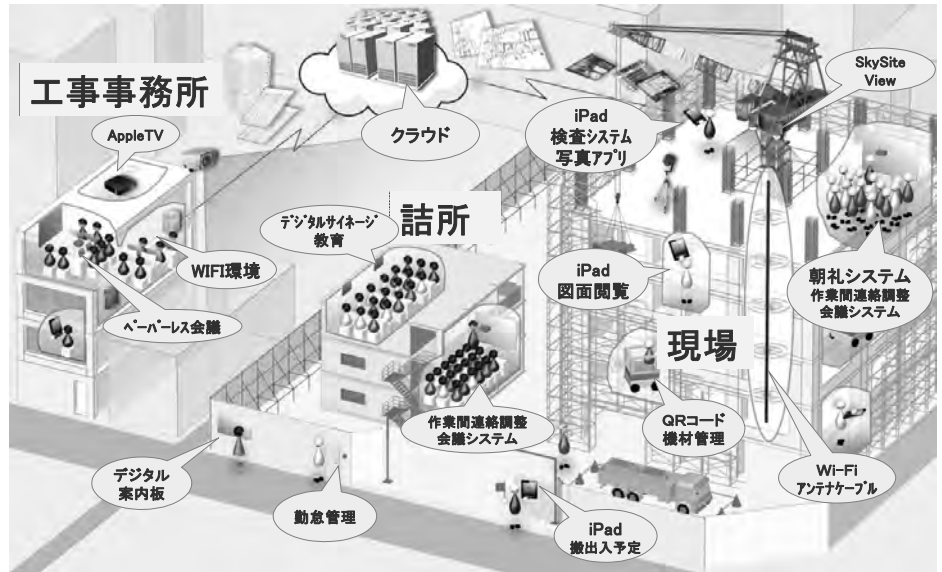 工事事務所
AppleTV
WIFI環境
ペーパーレス会議
クラウド
詰所
デジタルサイネージ
教育
作業間連絡調整
会議システム
デジタル
案内板
勤怠管理
iPad
検査システム
写真アプリ
SkySite
View
iPad
図面閲覧
朝礼システム
作業間連絡調整
会議システム
現場
QRコード
機材管理
Wi-Fi
アンテナケーブル
iPad
搬出入予定